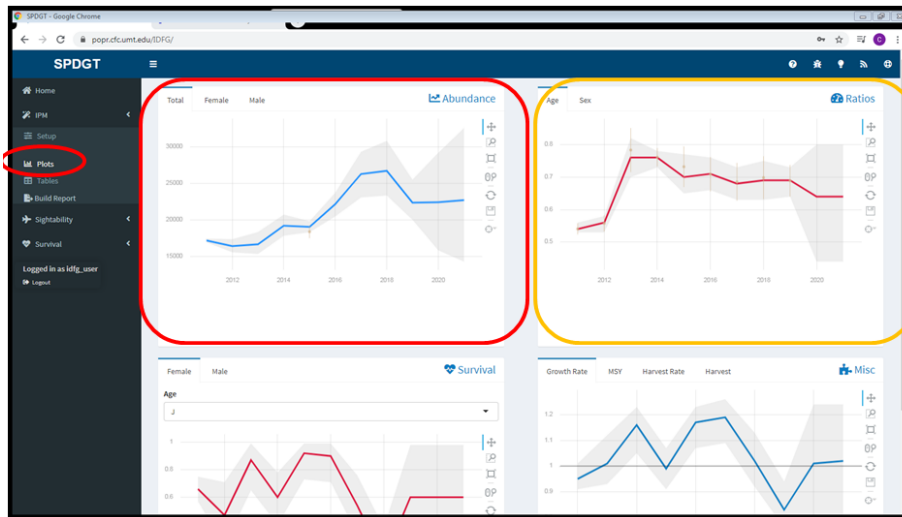 SPDGT - Google Chrome
popr.cfc.umt.edu/IDFG/
SPDGT
Home
IPM
Setup
Plots
Tables
Build Report
Sightability
Survival
Logged in as idfg_user
Logout
Total Female Male Abundance
30000
25000
20000
15000
2012 2014 2016 2018 2020
Age Sex Ratios
0.8
0.7
0.6
0.5
2012 2014 2016 2018 2020
Female Male Survival
Age
J
1
0.8
0.6
Growth Rate MSY Harvest Rate Harvest Misc
1.2
1.1
1
0.9